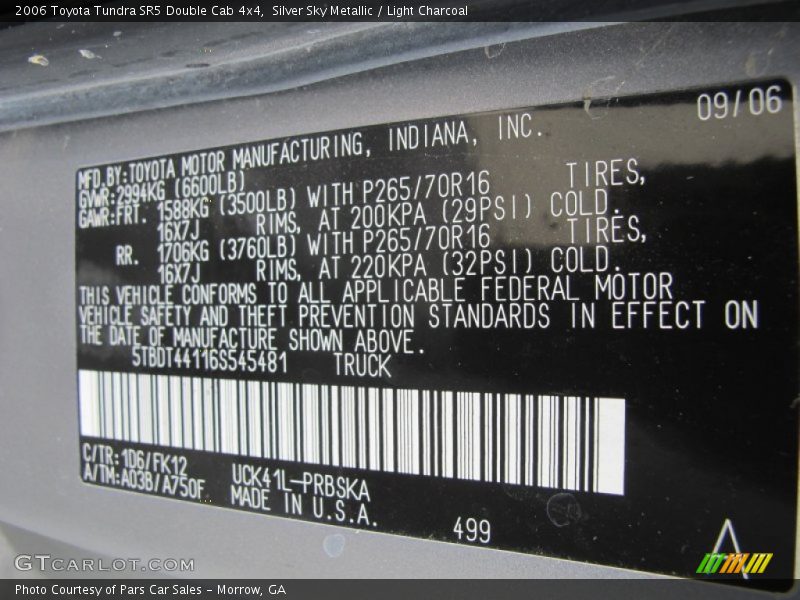 2006 Toyota Tundra SR5 Double Cab 4x4, Silver Sky Metallic / Light Charcoal
09/06
MFD.BY:TOYOTA MOTOR MANUFACTURING, INDIANA, INC.
GVWR:2994KG (6600LB)
GAWR:FRT. 1588KG (3500LB) WITH P265/70R16 TIRES,
16X7J RIMS, AT 200KPA (29PSI) COLD.
RR. 1706KG (3760LB) WITH P265/70R16 TIRES,
16X7J RIMS, AT 220KPA (32PSI) COLD.
THIS VEHICLE CONFORMS TO ALL APPLICABLE FEDERAL MOTOR
VEHICLE SAFETY AND THEFT PREVENTION STANDARDS IN EFFECT ON
THE DATE OF MANUFACTURE SHOWN ABOVE.
5TBDT44116S545481 TRUCK
C/TR:1D6/FK12
A/TM:A03B/A750F
UCK41L-PRBSKA
MADE IN U.S.A.
499
GTCARLOT.COM
Photo Courtesy of Pars Car Sales - Morrow, GA